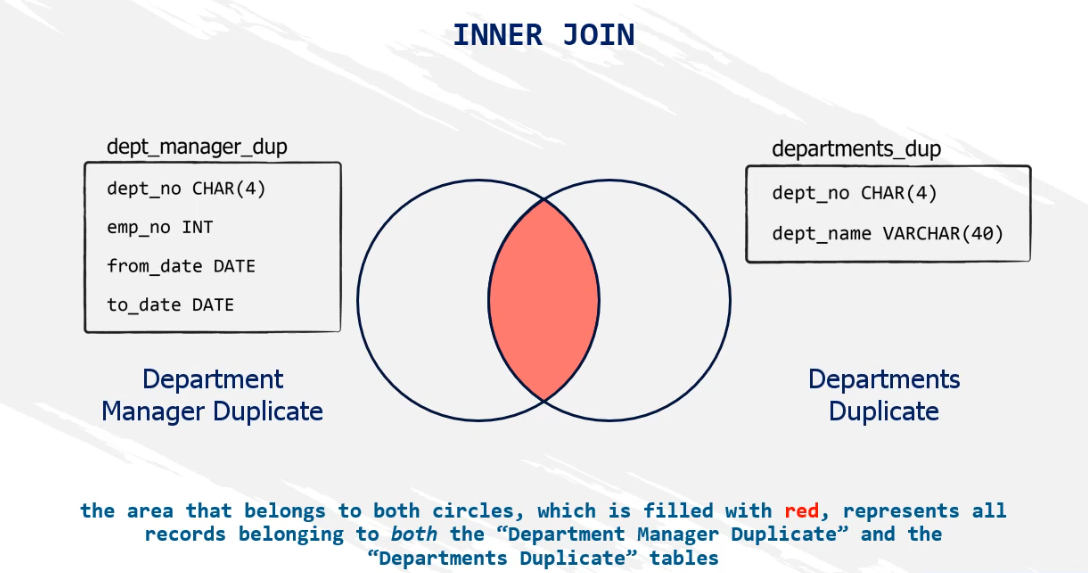 INNER JOIN
dept_manager_dup
dept_no CHAR(4)
emp_no INT
from_date DATE
to_date DATE
Department
Manager Duplicate
departments_dup
dept_no CHAR(4)
dept_name VARCHAR(40)
Departments
Duplicate
the area that belongs to both circles, which is filled with red, represents all
records belonging to both the “Department Manager Duplicate” and the
“Departments Duplicate” tables